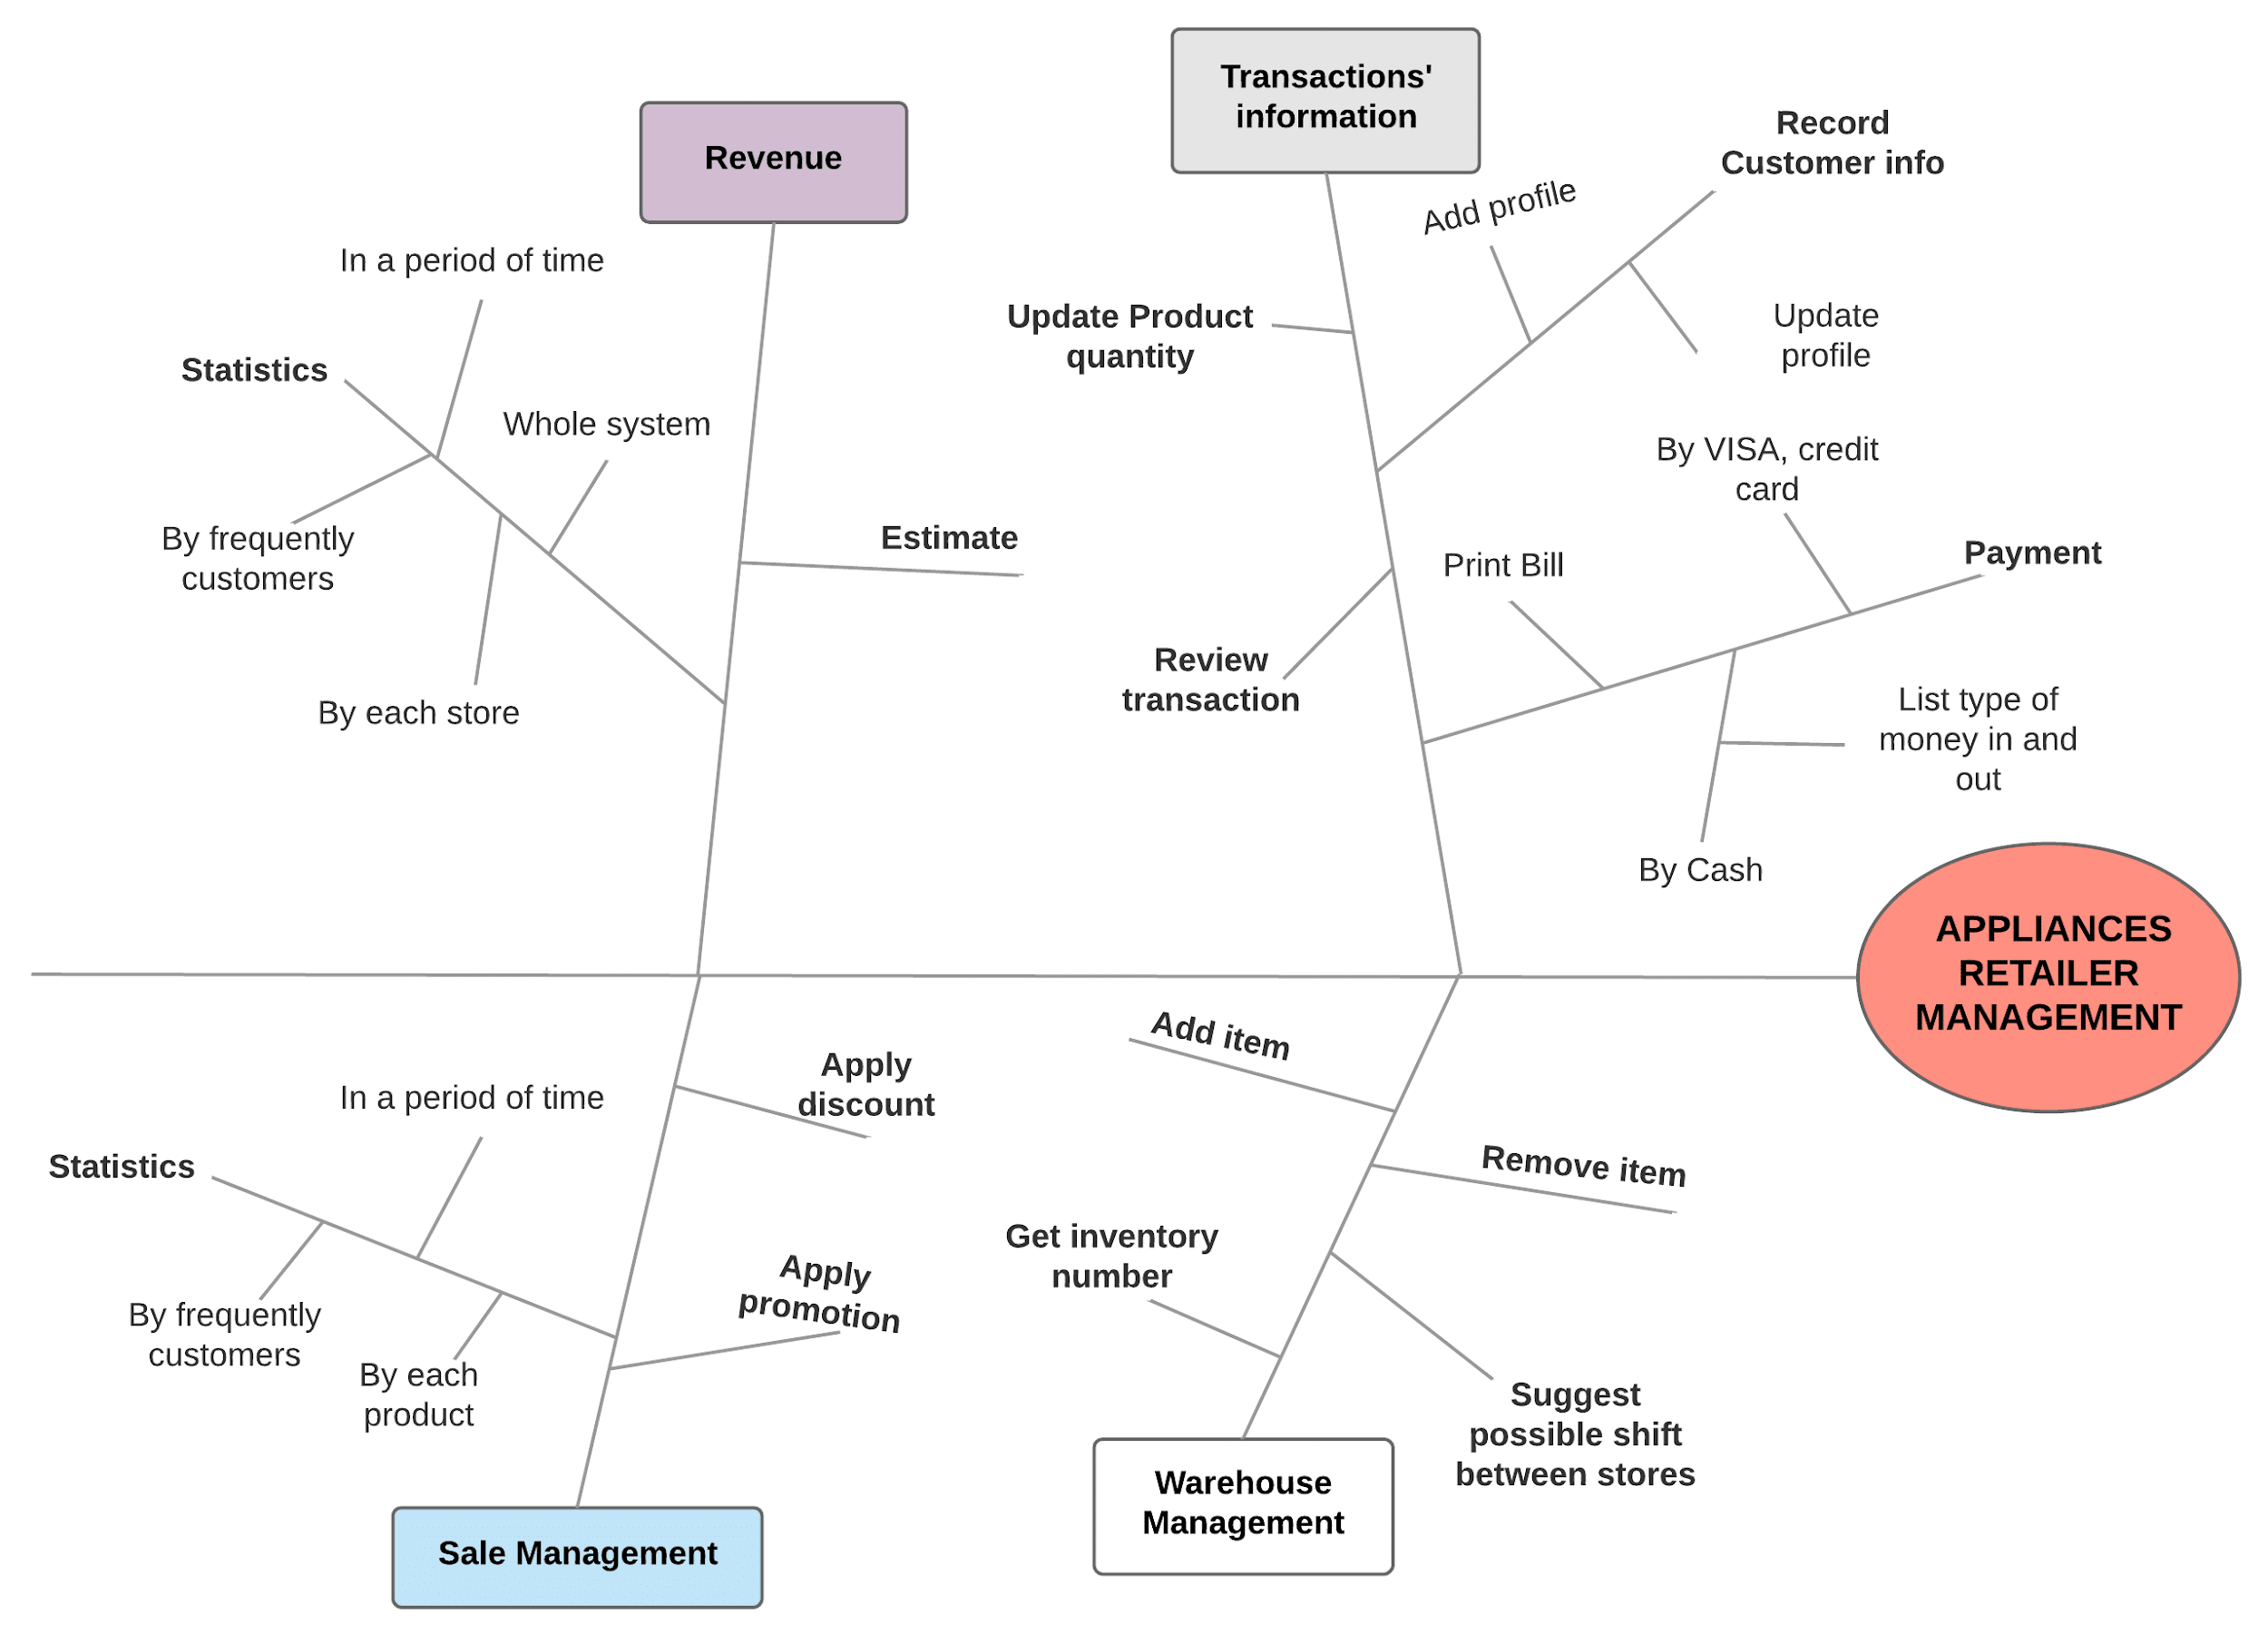 Transactions'
information
Revenue
Record
Customer info
Add profile
In a period of time
Update Product
quantity
Update
profile
Statistics
Whole system
By VISA, credit
card
By frequently
customers
Estimate
Print Bill
Payment
Review
transaction
By each store
List type of
money in and
out
By Cash
APPLIANCES
RETAILER
MANAGEMENT
Add item
Apply
discount
In a period of time
Statistics
Remove item
Get inventory
number
Apply
promotion
By frequently
customers
By each
product
Suggest
possible shift
between stores
Warehouse
Management
Sale Management